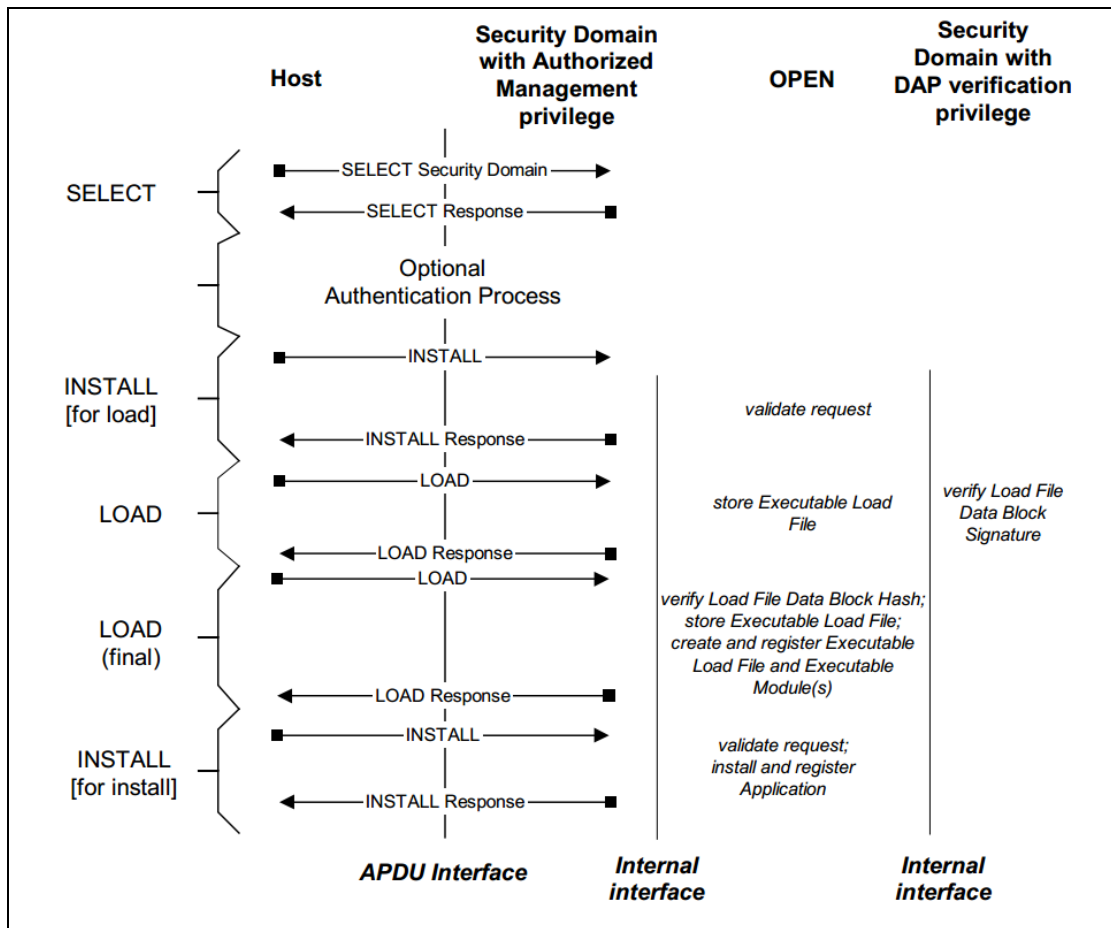 Host
Security Domain
with Authorized
Management
privilege
OPEN
Security
Domain with
DAP verification
privilege
SELECT
SELECT Security Domain
SELECT Response
Optional
Authentication Process
INSTALL
[for load]
INSTALL
validate request
INSTALL Response
LOAD
LOAD
store Executable Load
File
verify Load File
Data Block
Signature
LOAD Response
LOAD
(final)
LOAD
verify Load File Data Block Hash;
store Executable Load File;
create and register Executable
Load File and Executable
Module(s)
LOAD Response
INSTALL
[for install]
INSTALL
validate request;
install and register
Application
INSTALL Response
APDU Interface
Internal
interface
Internal
interface